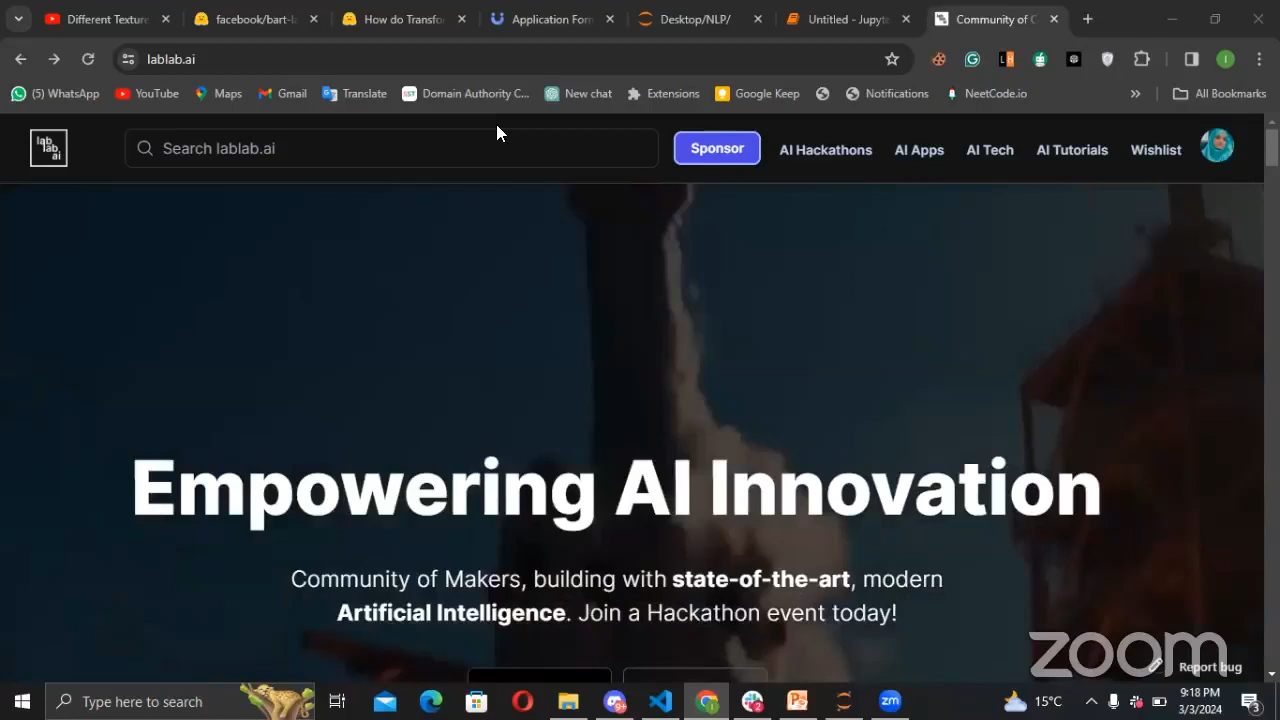 Different Texture
facebook/bart-la
How do Transfo
Application Form
Desktop/NLP/
Untitled - Jupyte
Community of C
lablab.ai
(5) WhatsApp
YouTube
Maps
Gmail
Translate
SST
Domain Authority C...
New chat
Extensions
Google Keep
Notifications
NeetCode.io
All Bookmarks
lab
lab
ai
Search lablab.ai
Sponsor
AI Hackathons
AI Apps
AI Tech
AI Tutorials
Wishlist
Empowering AI Innovation
Community of Makers, building with state-of-the-art, modern
Artificial Intelligence. Join a Hackathon event today!
zoom
Report bug
Type here to search
15°C
9:18 PM
3/3/2024